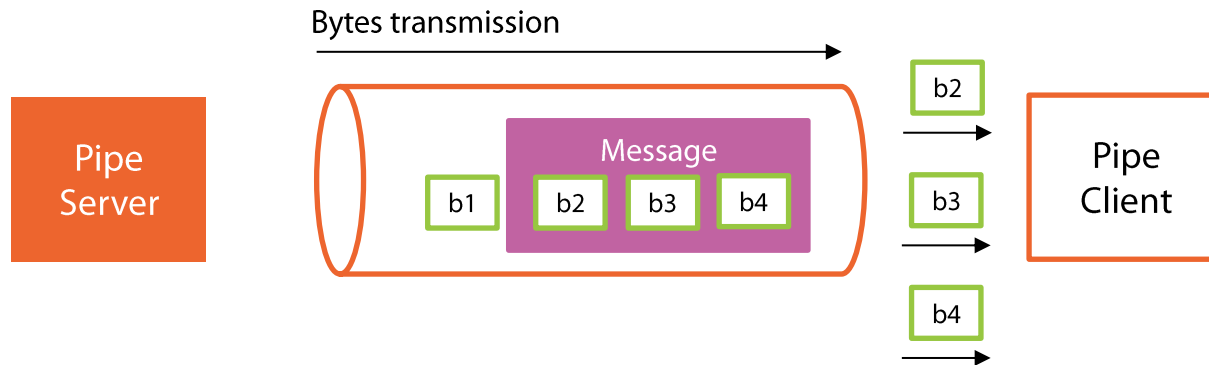 Bytes transmission
Pipe
Server
Message
b1
b2
b3
b4
b2
b3
b4
Pipe
Client